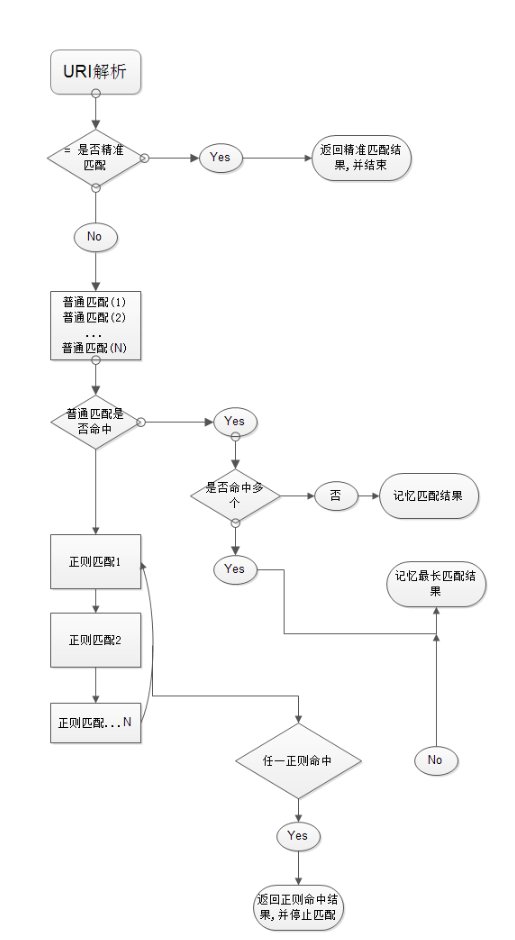 URI解析
= 是否精准
匹配
Yes
返回精准匹配结
果,并结束
No
普通匹配(1)
普通匹配(2)
...
普通匹配(N)
普通匹配是
否命中
Yes
是否命中多
个
否
记忆匹配结果
Yes
记忆最长匹配结
果
正则匹配1
正则匹配2
正则匹配...N
任一正则命中
No
Yes
返回正则命中结
果,并停止匹配